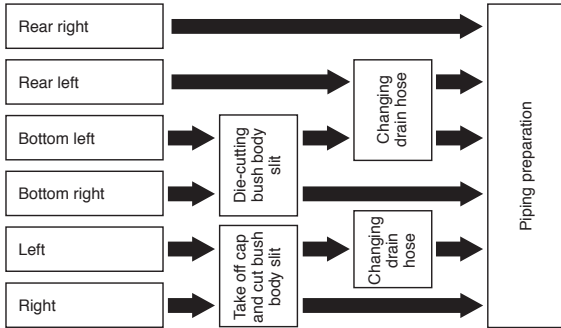 Rear right
Rear left
Bottom left
Bottom right
Left
Right
Die-cutting
bush body
slit
Take off cap
and cut bush
body slit
Changing
drain hose
Changing
drain
hose
Piping preparation